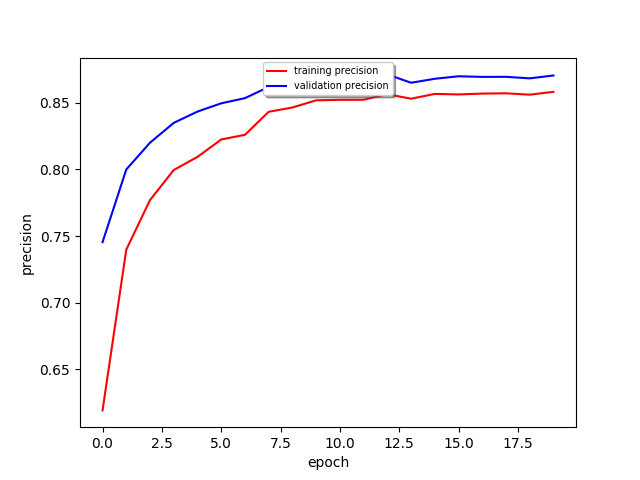 training precision
validation precision
0.85
0.80
0.75
0.70
0.65
precision
0.0 2.5 5.0 7.5 10.0 12.5 15.0 17.5
epoch